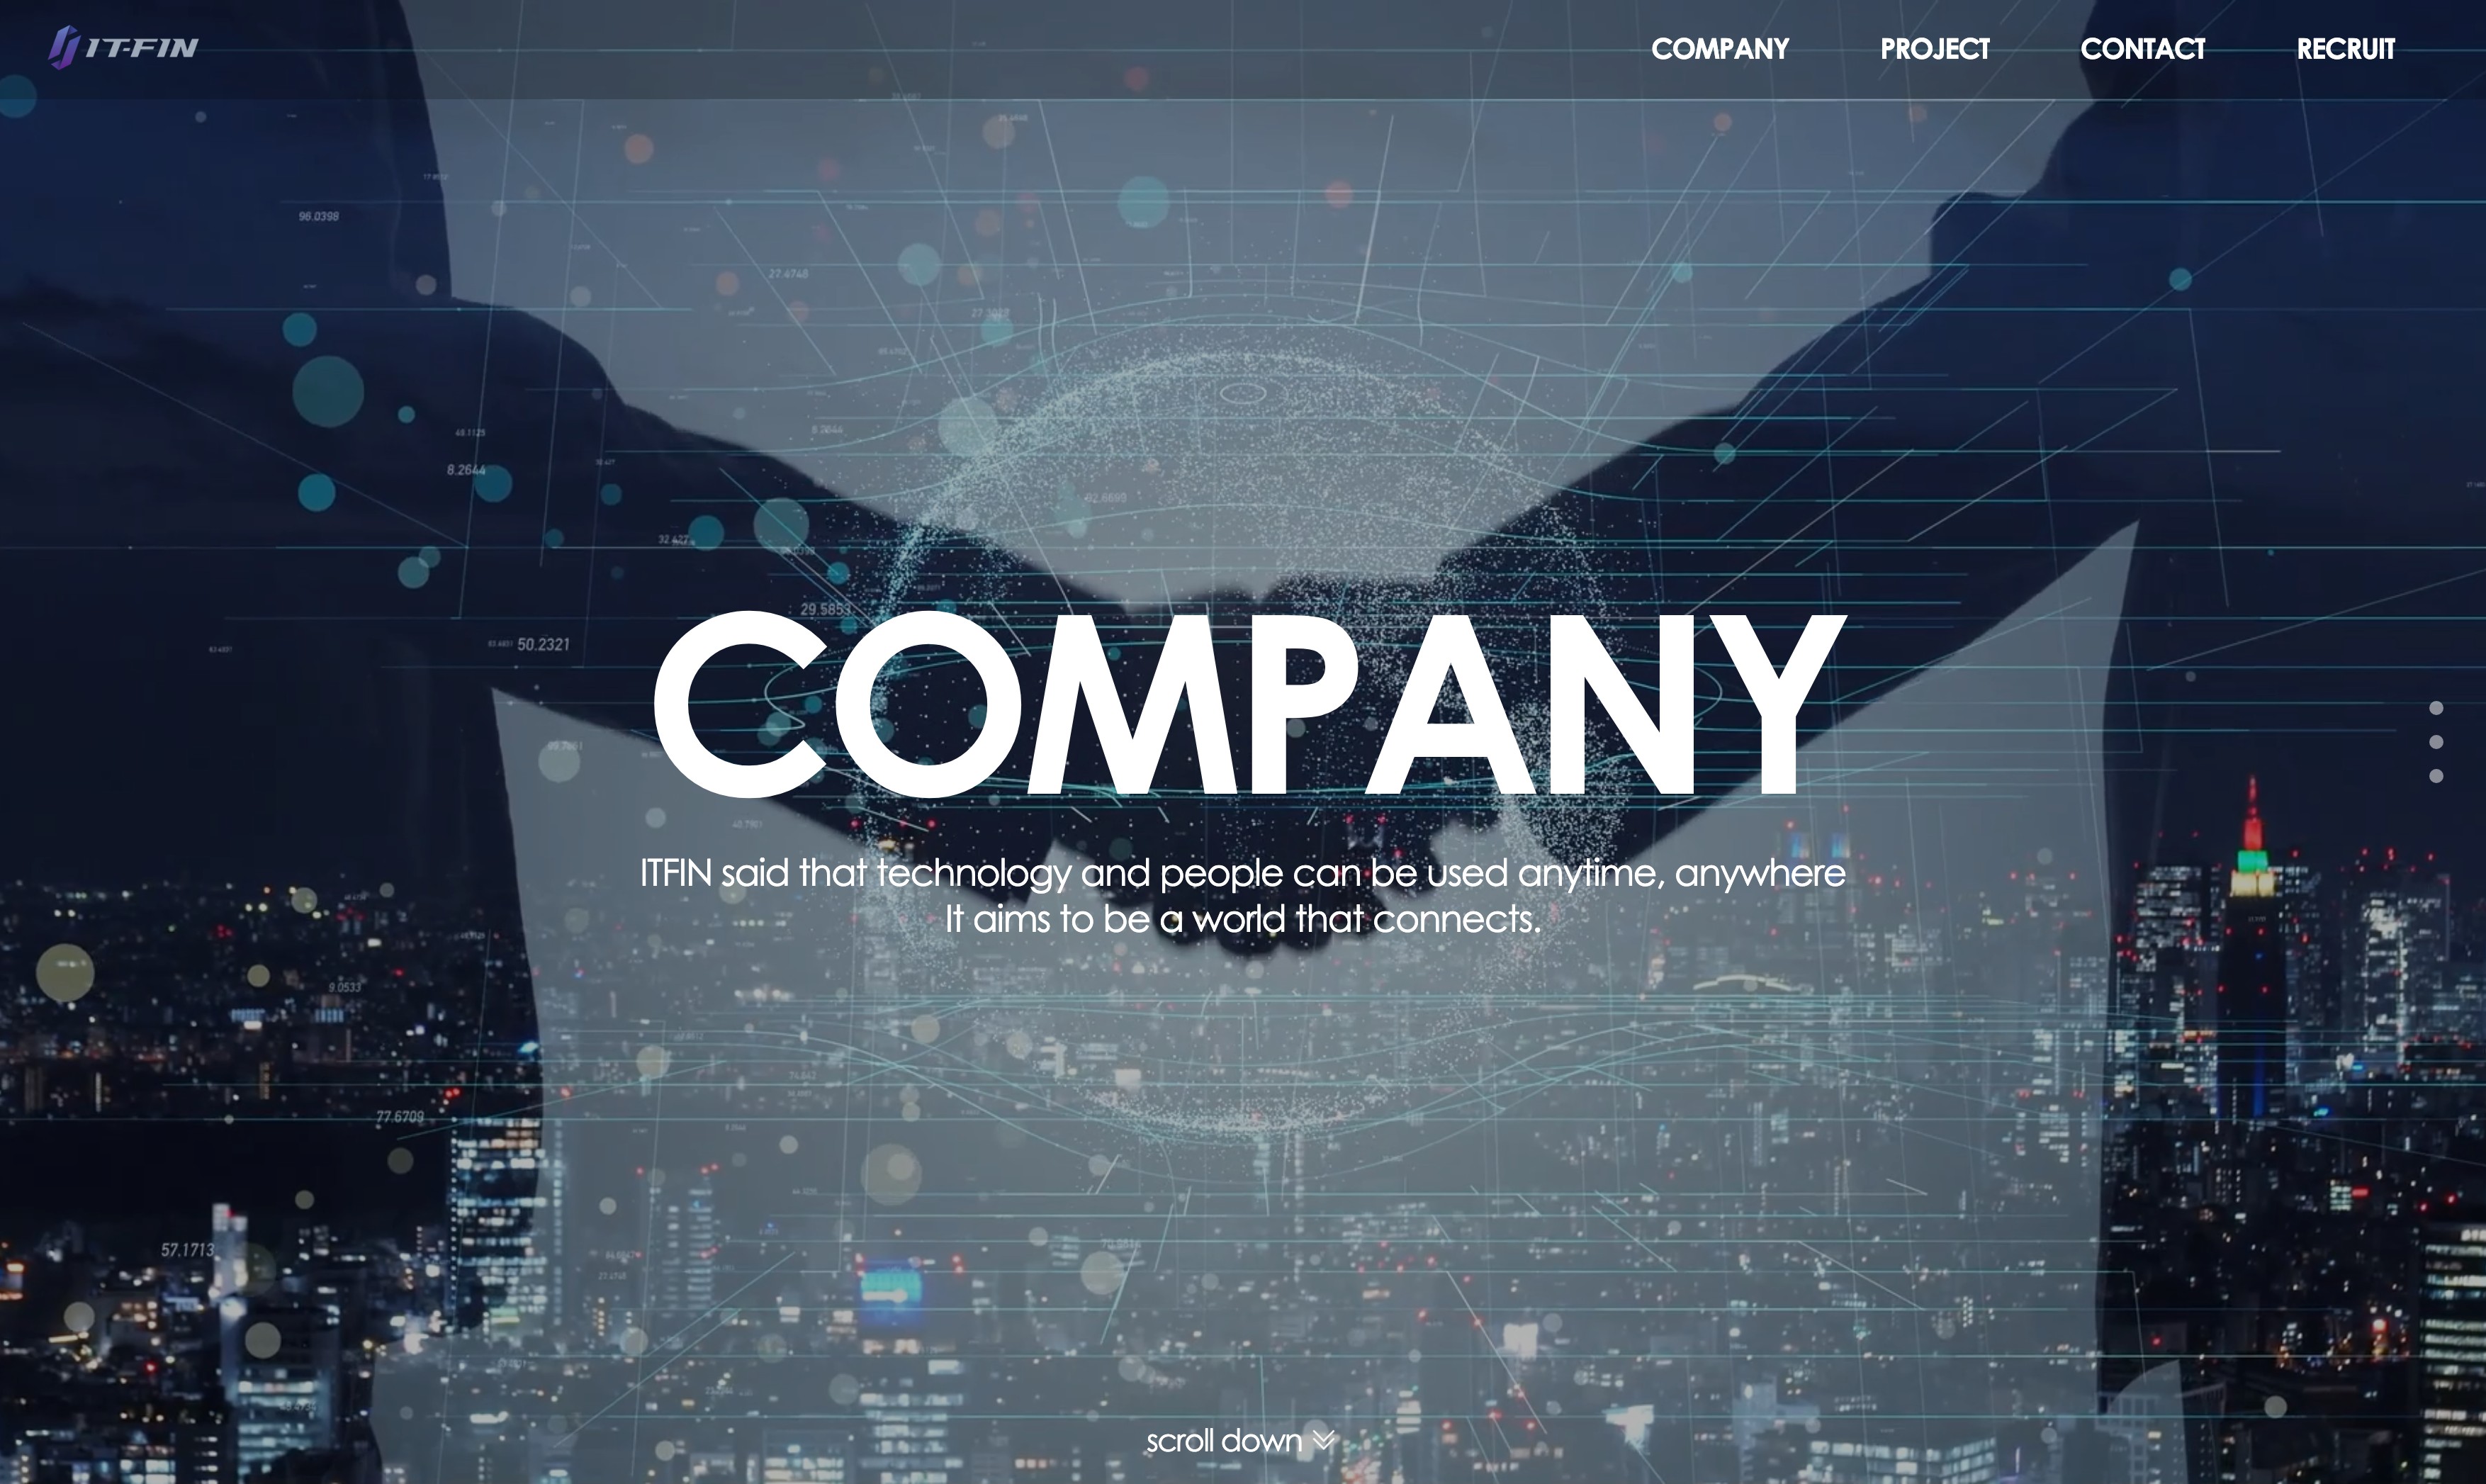 IT-FIN
COMPANY PROJECT CONTACT RECRUIT
96.0398
27.4748
8.2644
29.5853
50.2321
COMPANY
ITFIN said that technology and people can be used anytime, anywhere
It aims to be a world that connects.
9.0533
77.6709
57.1713
scroll down